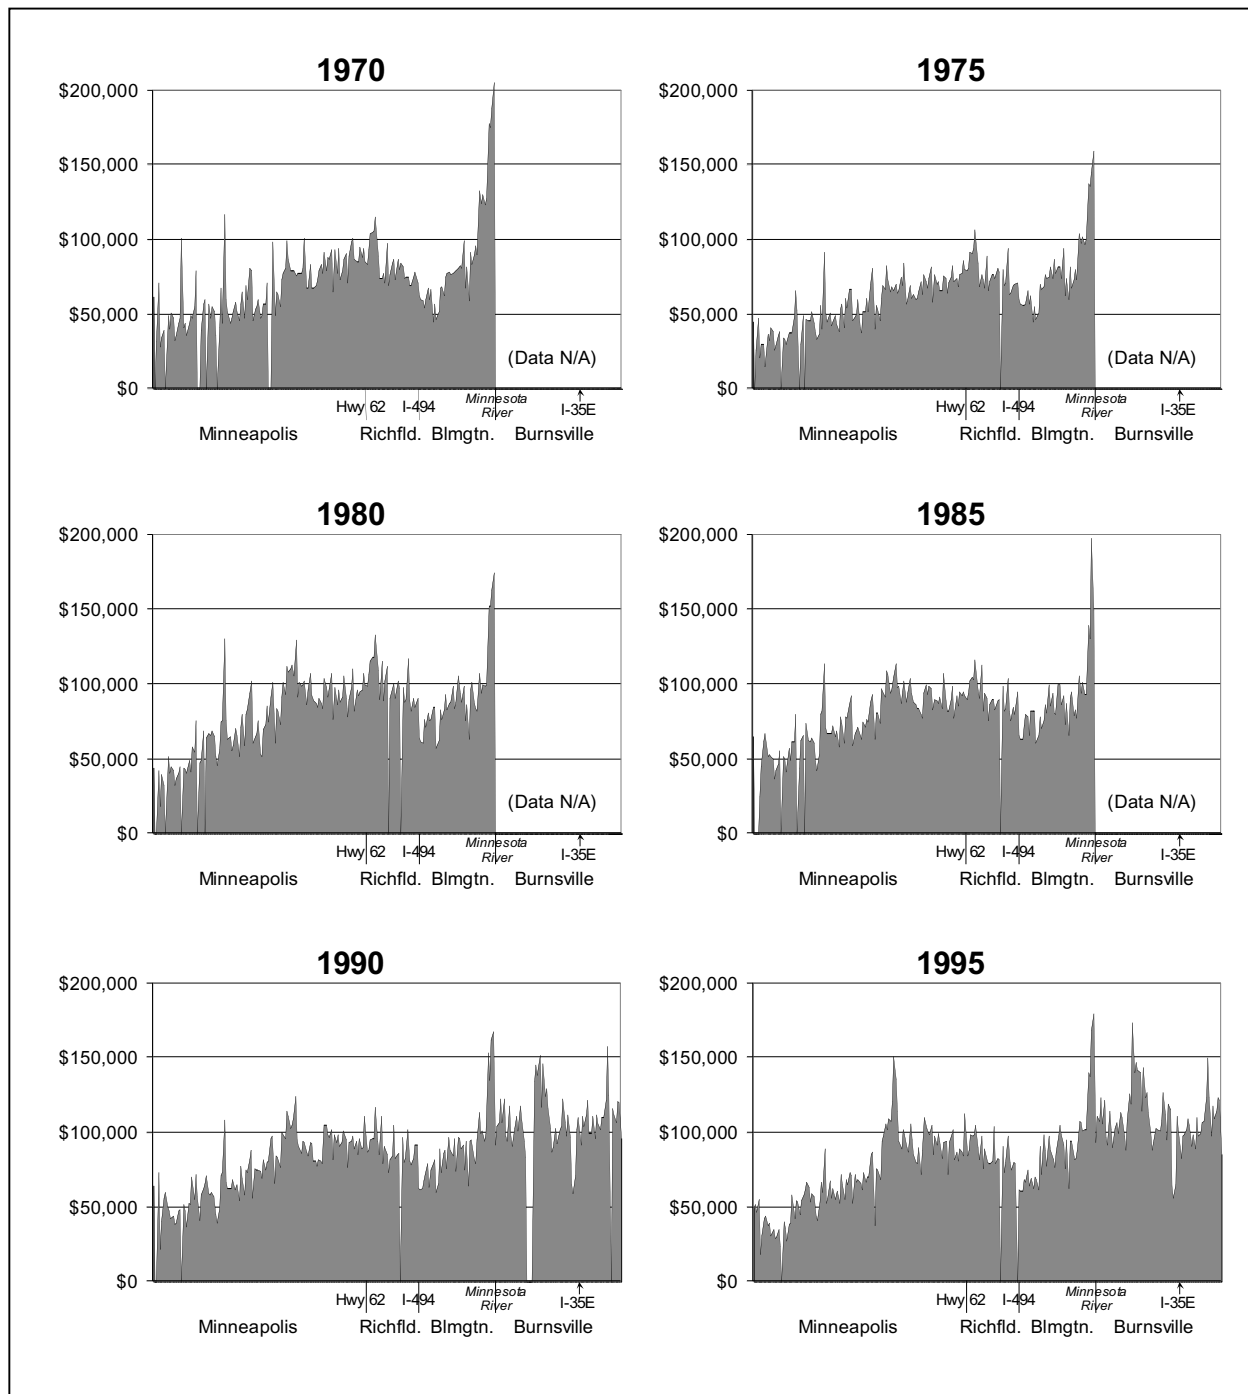 1970
$200,000
$150,000
$100,000
$50,000
$0
(Data N/A)
Hwy 62 I-494 Minnesota River I-35E
Minneapolis Richfld. Blmgtn. Burnsville
1975
$200,000
$150,000
$100,000
$50,000
$0
(Data N/A)
Hwy 62 I-494 Minnesota River I-35E
Minneapolis Richfld. Blmgtn. Burnsville
1980
$200,000
$150,000
$100,000
$50,000
$0
(Data N/A)
Hwy 62 I-494 Minnesota River I-35E
Minneapolis Richfld. Blmgtn. Burnsville
1985
$200,000
$150,000
$100,000
$50,000
$0
(Data N/A)
Hwy 62 I-494 Minnesota River I-35E
Minneapolis Richfld. Blmgtn. Burnsville
1990
$200,000
$150,000
$100,000
$50,000
$0
Hwy 62 I-494 Minnesota River I-35E
Minneapolis Richfld. Blmgtn. Burnsville
1995
$200,000
$150,000
$100,000
$50,000
$0
Hwy 62 I-494 Minnesota River I-35E
Minneapolis Richfld. Blmgtn. Burnsville